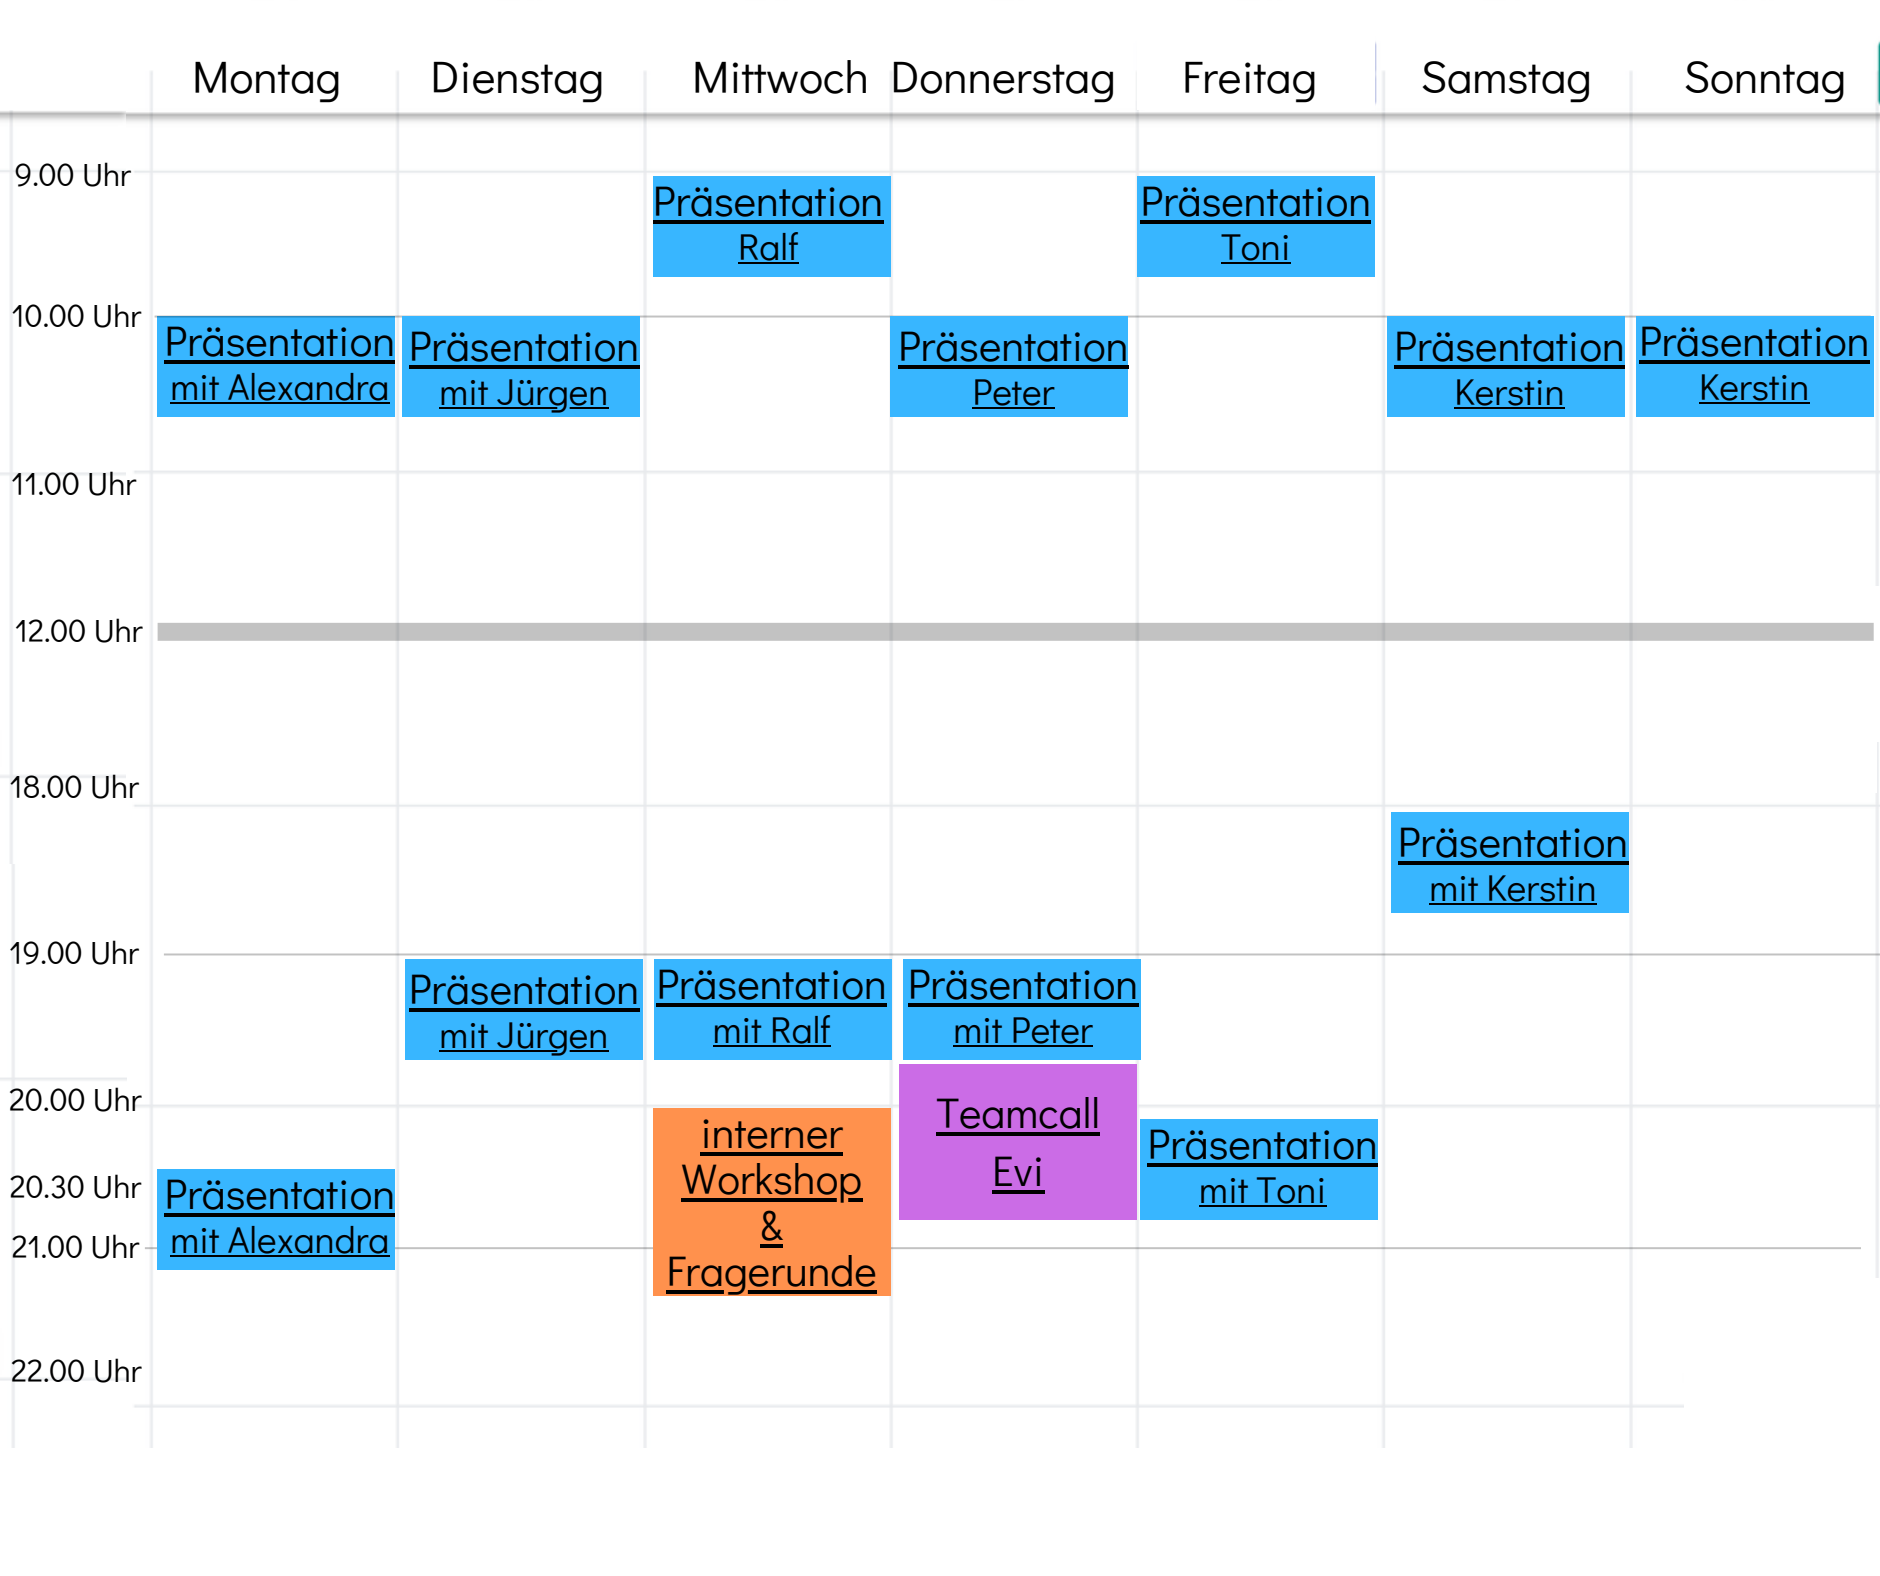 Montag Dienstag Mittwoch Donnerstag Freitag Samstag Sonntag
9.00 Uhr
Präsentation
Ralf
Präsentation
Toni
10.00 Uhr
Präsentation
mit Alexandra
Präsentation
mit Jürgen
Präsentation
Peter
Präsentation
Kerstin
Präsentation
Kerstin
11.00 Uhr
12.00 Uhr
18.00 Uhr
Präsentation
mit Kerstin
19.00 Uhr
Präsentation
mit Jürgen
Präsentation
mit Ralf
Präsentation
mit Peter
20.00 Uhr
interner
Workshop
&
Fragerunde
Teamcall
Evi
Präsentation
mit Toni
20.30 Uhr
Präsentation
mit Alexandra
21.00 Uhr
22.00 Uhr